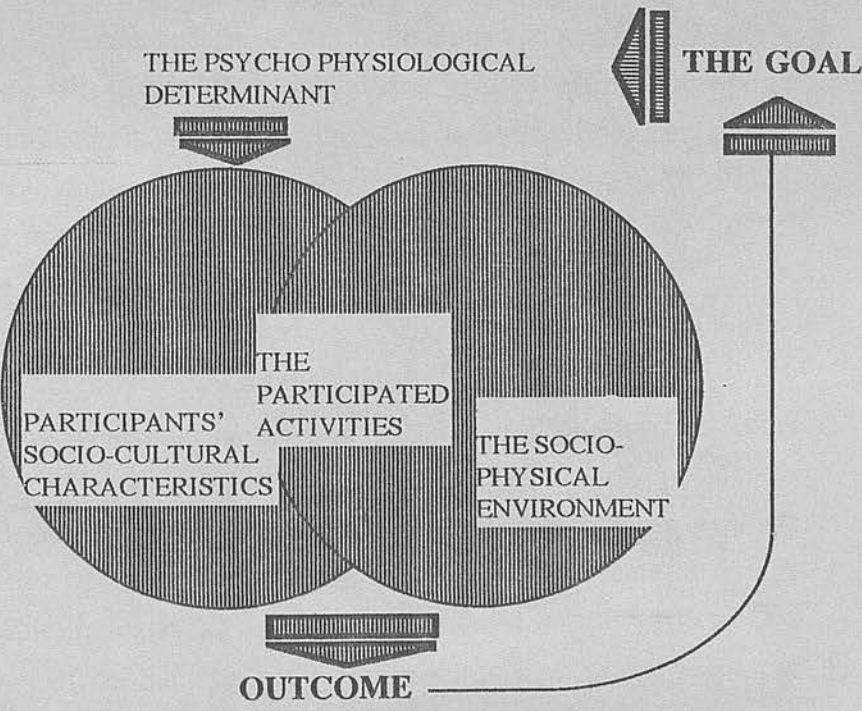 THE PSYCHO PHYSIOLOGICAL
DETERMINANT
THE GOAL
THE
PARTICIPATED
ACTIVITIES
PARTICIPANTS'
SOCIO-CULTURAL
CHARACTERISTICS
THE SOCIO-
PHYSICAL
ENVIRONMENT
OUTCOME